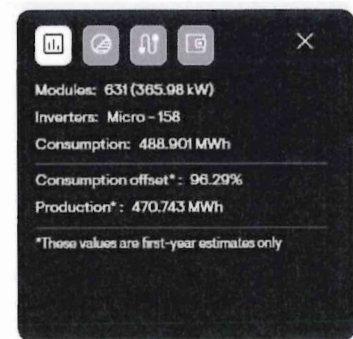 Modules: 631 (365.98 kW)
Inverters: Micro - 158
Consumption: 488.901 MWh
Consumption offset*: 96.29%
Production*: 470.743 MWh
*These values are first-year estimates only